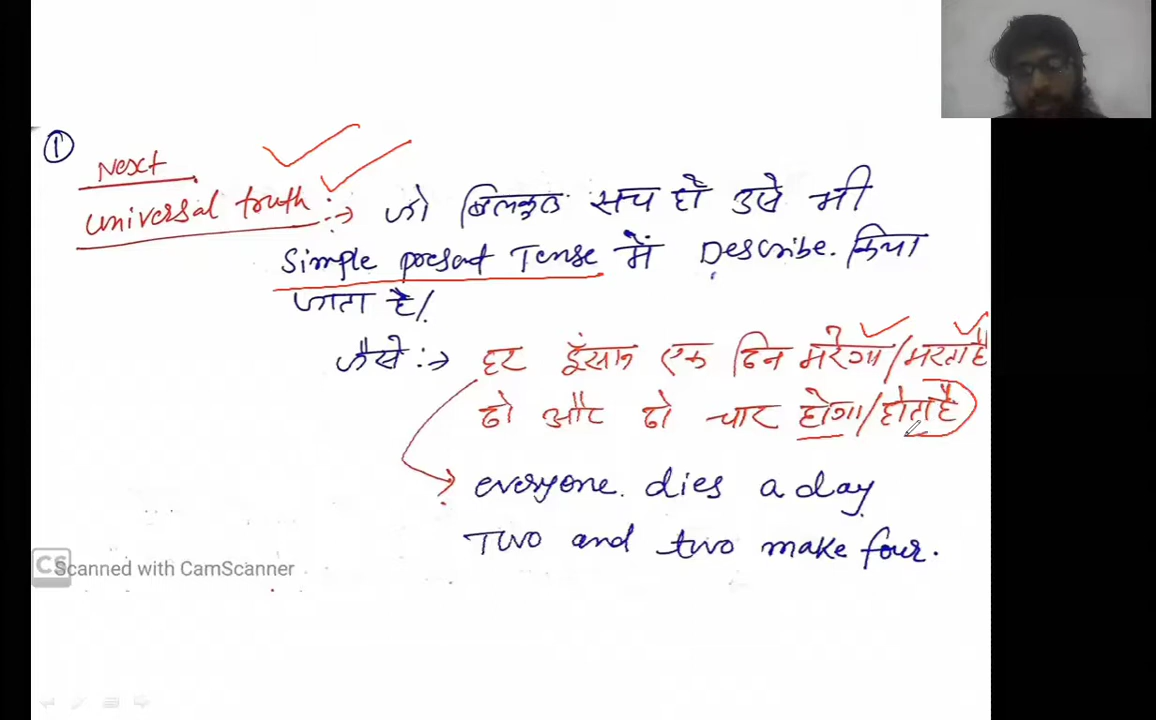 ①
Next
universal truth :→ जो बिलकुल सच हो उसे भी
Simple present Tense में Describe. किया
जाता है।
जैसे :→ हर इंसान एक दिन मरेगा/मरता है
दो और दो चार होगा/होता है
everyone. dies a day
Two and two make four.
CS Scanned with CamScanner